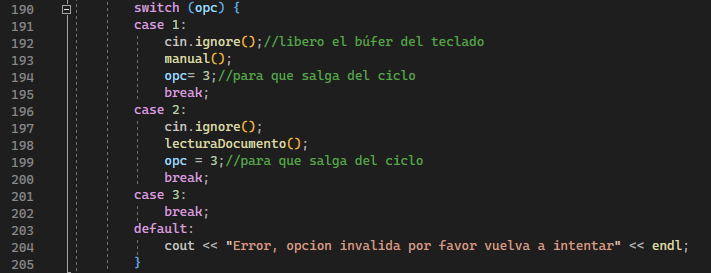 190 switch (opc) {
191 case 1:
192 cin.ignore();//libero el búfer del teclado
193 manual();
194 opc= 3;//para que salga del ciclo
195 break;
196 case 2:
197 cin.ignore();
198 lecturaDocumento();
199 opc = 3;//para que salga del ciclo
200 break;
201 case 3:
202 break;
203 default:
204 cout << "Error, opcion invalida por favor vuelva a intentar" << endl;
205 }